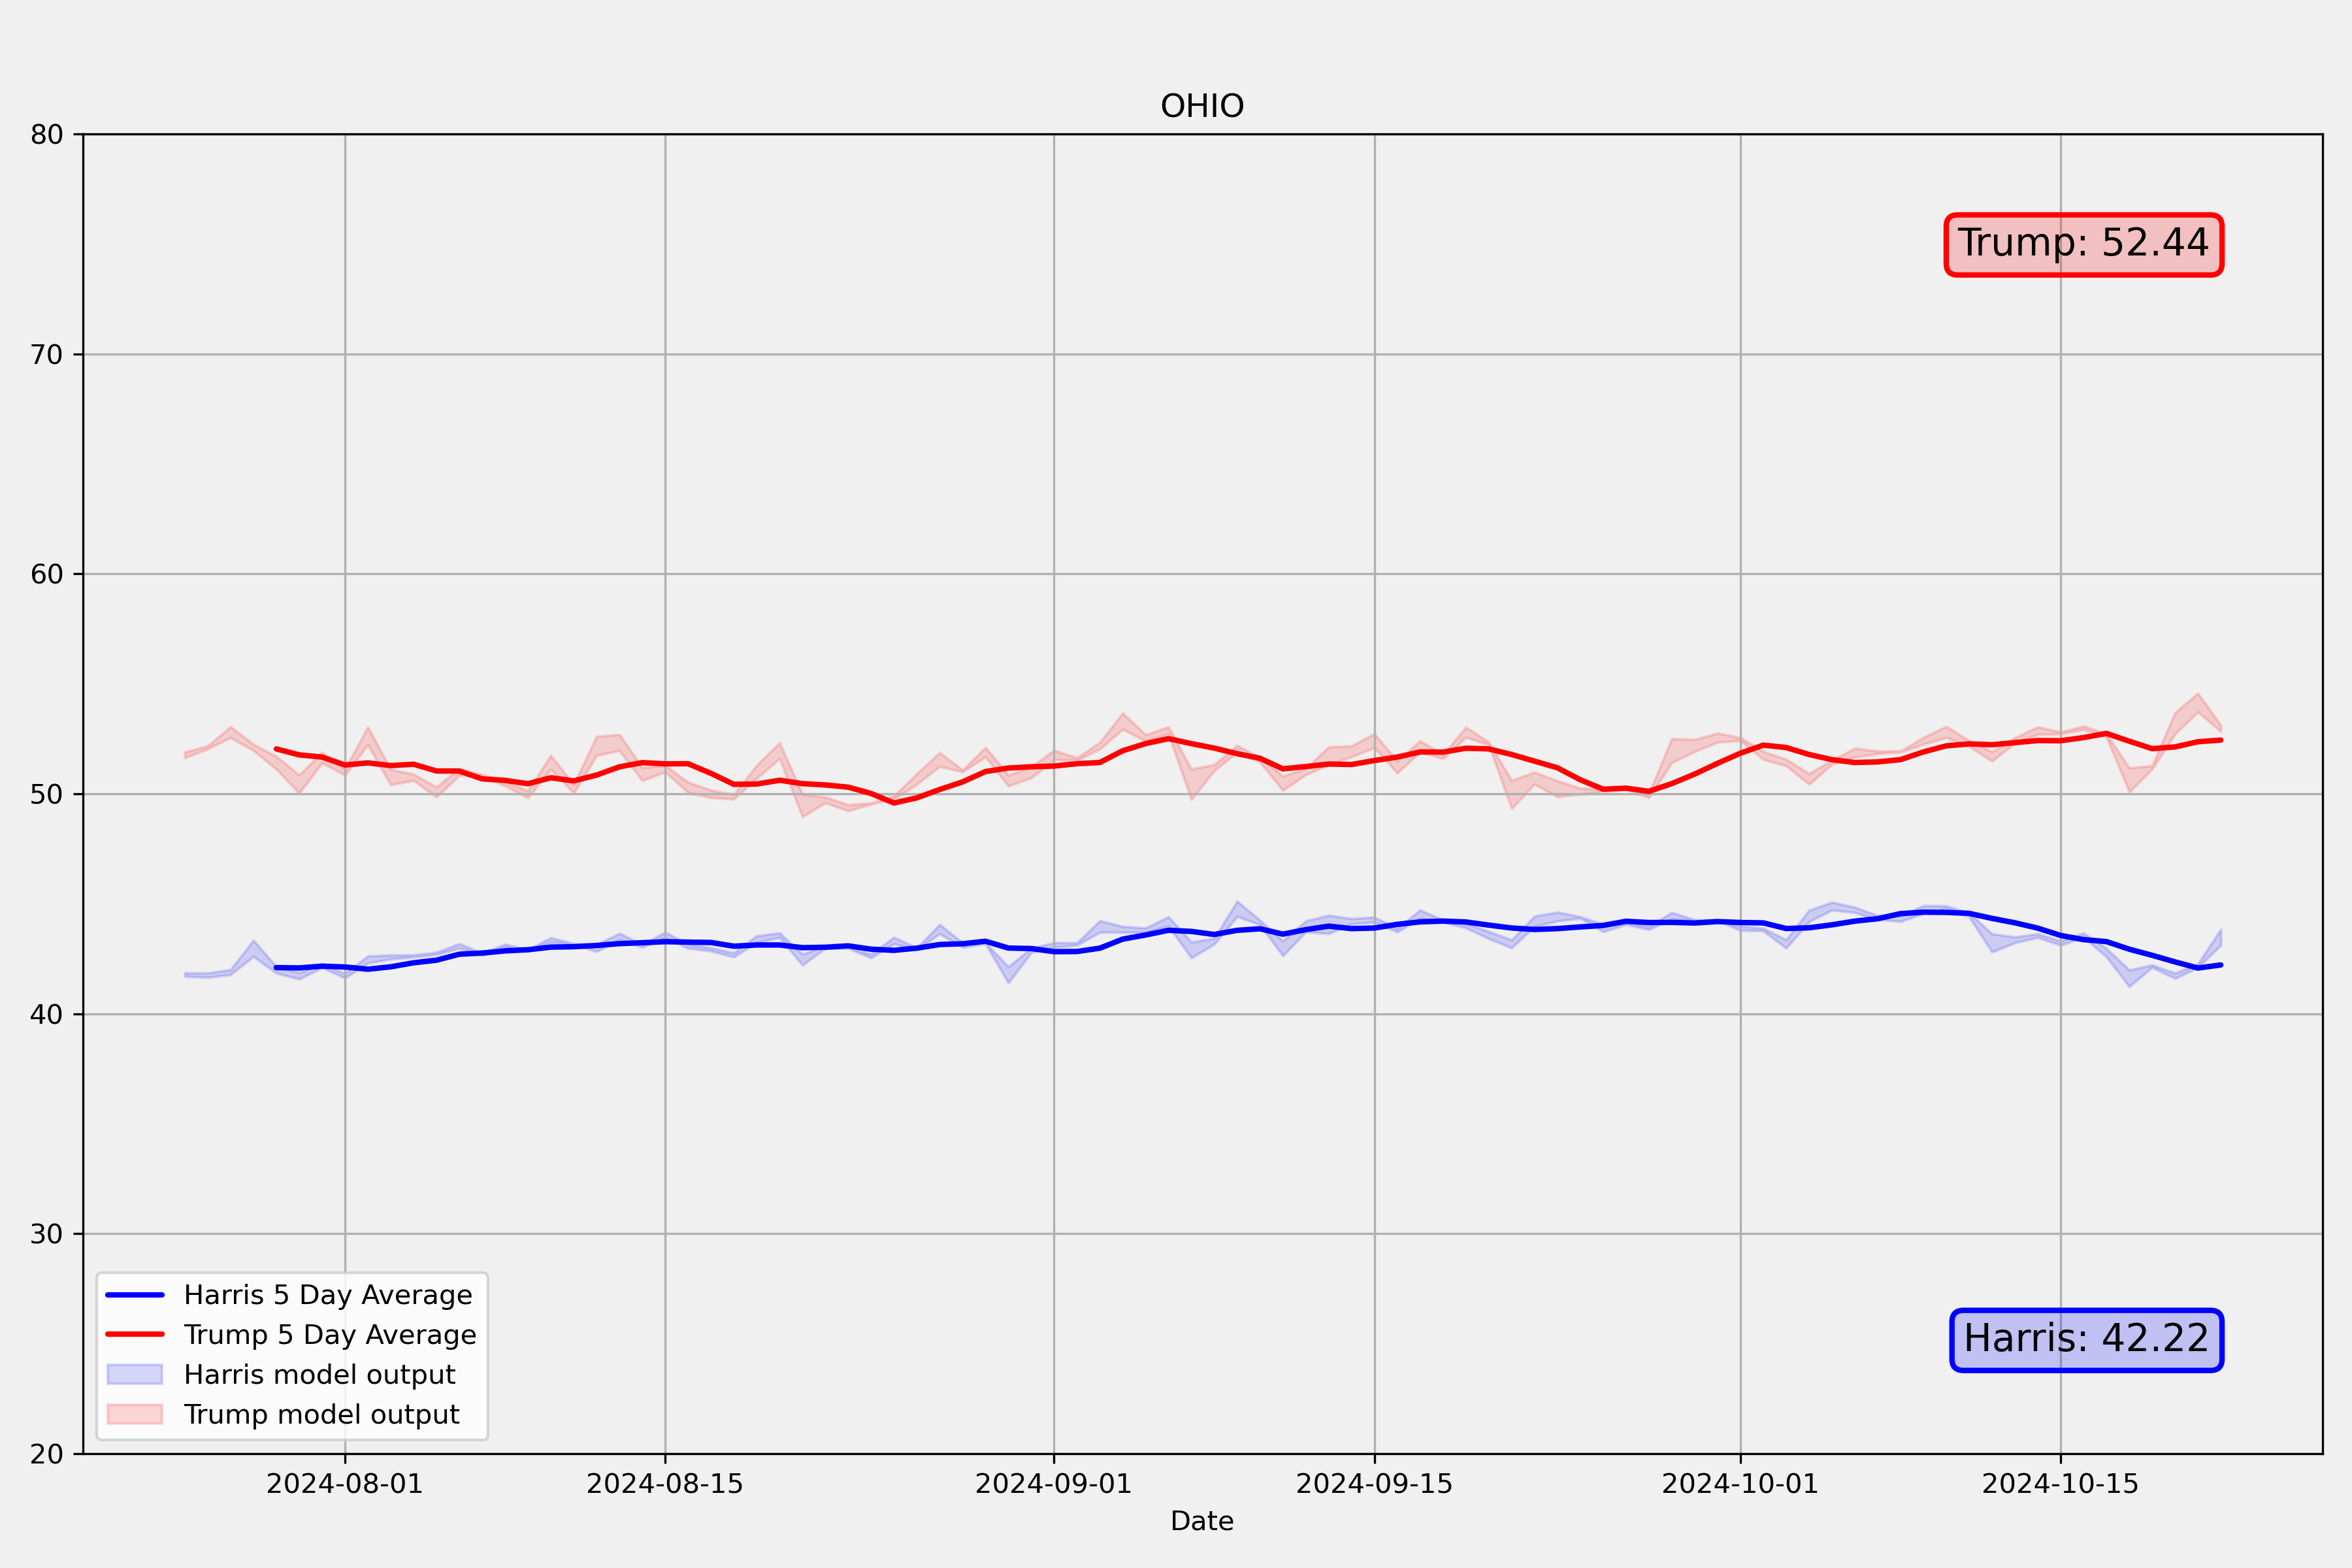 OHIO
80
70
60
50
40
30
20
Trump: 52.44
Harris: 42.22
Harris 5 Day Average
Trump 5 Day Average
Harris model output
Trump model output
2024-08-01
2024-08-15
2024-09-01
2024-09-15
2024-10-01
2024-10-15
Date